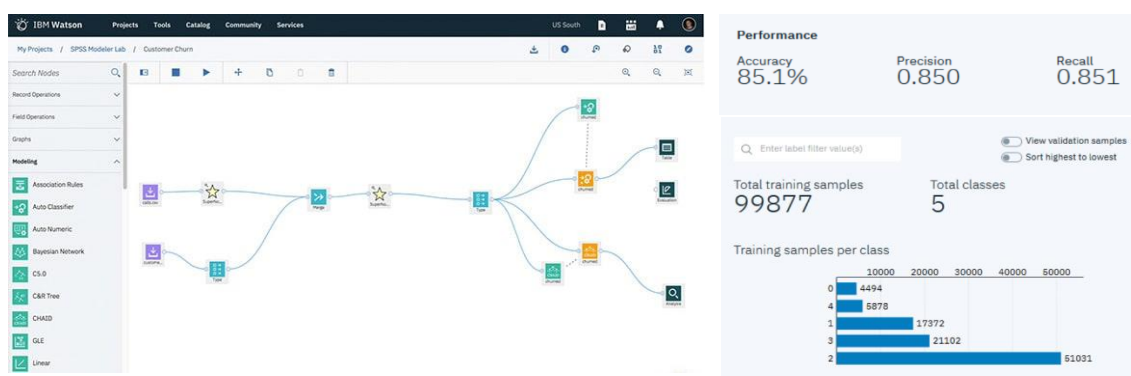 IBM Watson Projects Tools Catalog Community Services US South
My Projects / SPSS Modeler Lab / Customer Churn
Search Nodes
Record Operations
Field Operations
Graphs
Modeling
Association Rules
Auto Classifier
Auto Numeric
Bayesian Network
C5.0
C&R Tree
CHAID
GLE
Linear
calls.csv
Superno...
custome...
Type
Merge
Superno...
Type
churned
churned
Table
Evaluation
churned
churned
Analysis
Performance
Accuracy Precision Recall
85.1% 0.850 0.851
Enter label filter value(s)
View validation samples
Sort highest to lowest
Total training samples Total classes
99877 5
Training samples per class
10000 20000 30000 40000 50000
0 4494
4 5878
1 17372
3 21102
2 51031